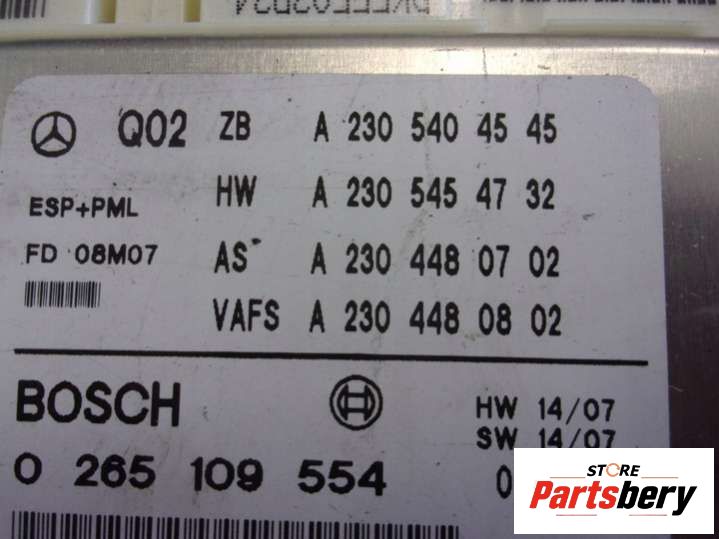 Q02 ZB A 230 540 45 45
ESP+PML HW A 230 545 47 32
FD 08M07 AS A 230 448 07 02
VAFS A 230 448 08 02
BOSCH HW 14/07
SW 14/07
0 265 109 554 0
STORE
Partsbery